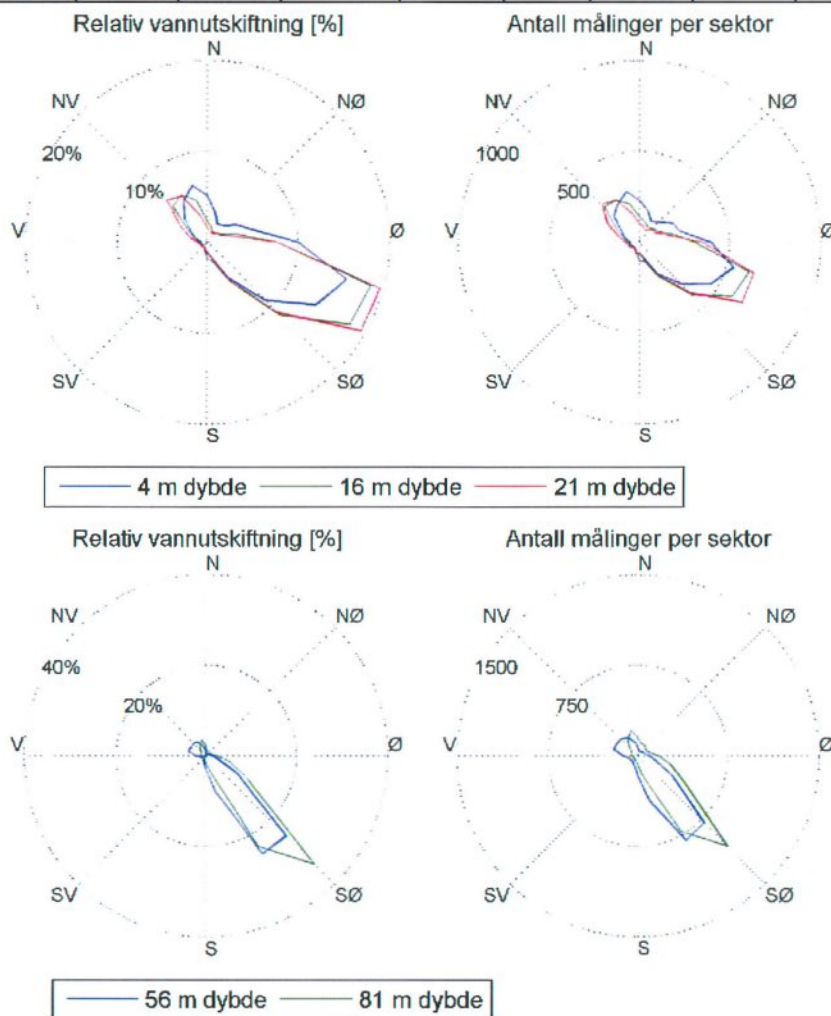 Relativ vannutskiftning [%]
Antall målinger per sektor
N
NV
NØ
20%
10%
V
Ø
SV
SØ
S
N
NV
NØ
1000
500
V
Ø
SV
SØ
S
4 m dybde
16 m dybde
21 m dybde
Relativ vannutskiftning [%]
Antall målinger per sektor
N
NV
NØ
40%
20%
V
Ø
SV
SØ
S
N
NV
NØ
1500
750
V
Ø
SV
SØ
S
56 m dybde
81 m dybde